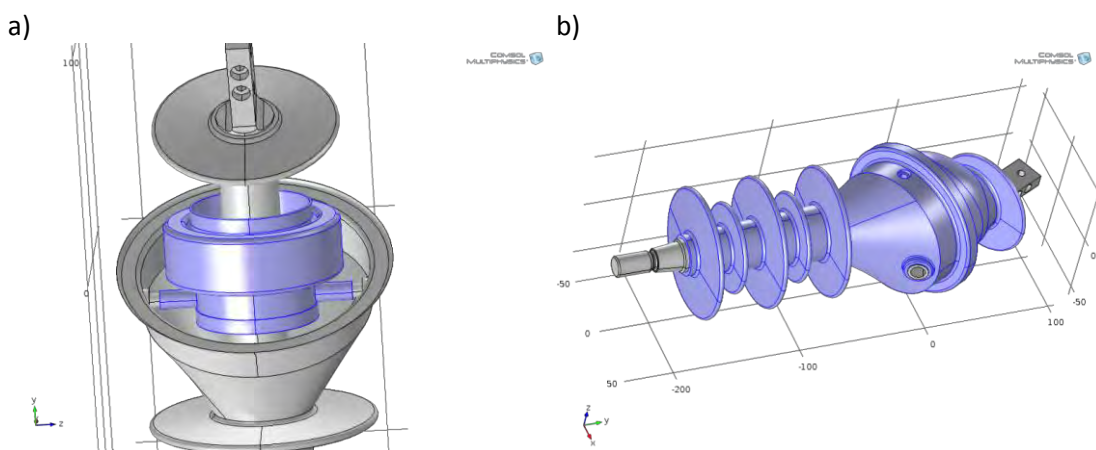 a)
b)
COMSOL
MULTIPHYSICS
COMSOL
MULTIPHYSICS
100
0
y
z
-50
0
50
-200
-100
0
100
-50
0
z
y
x